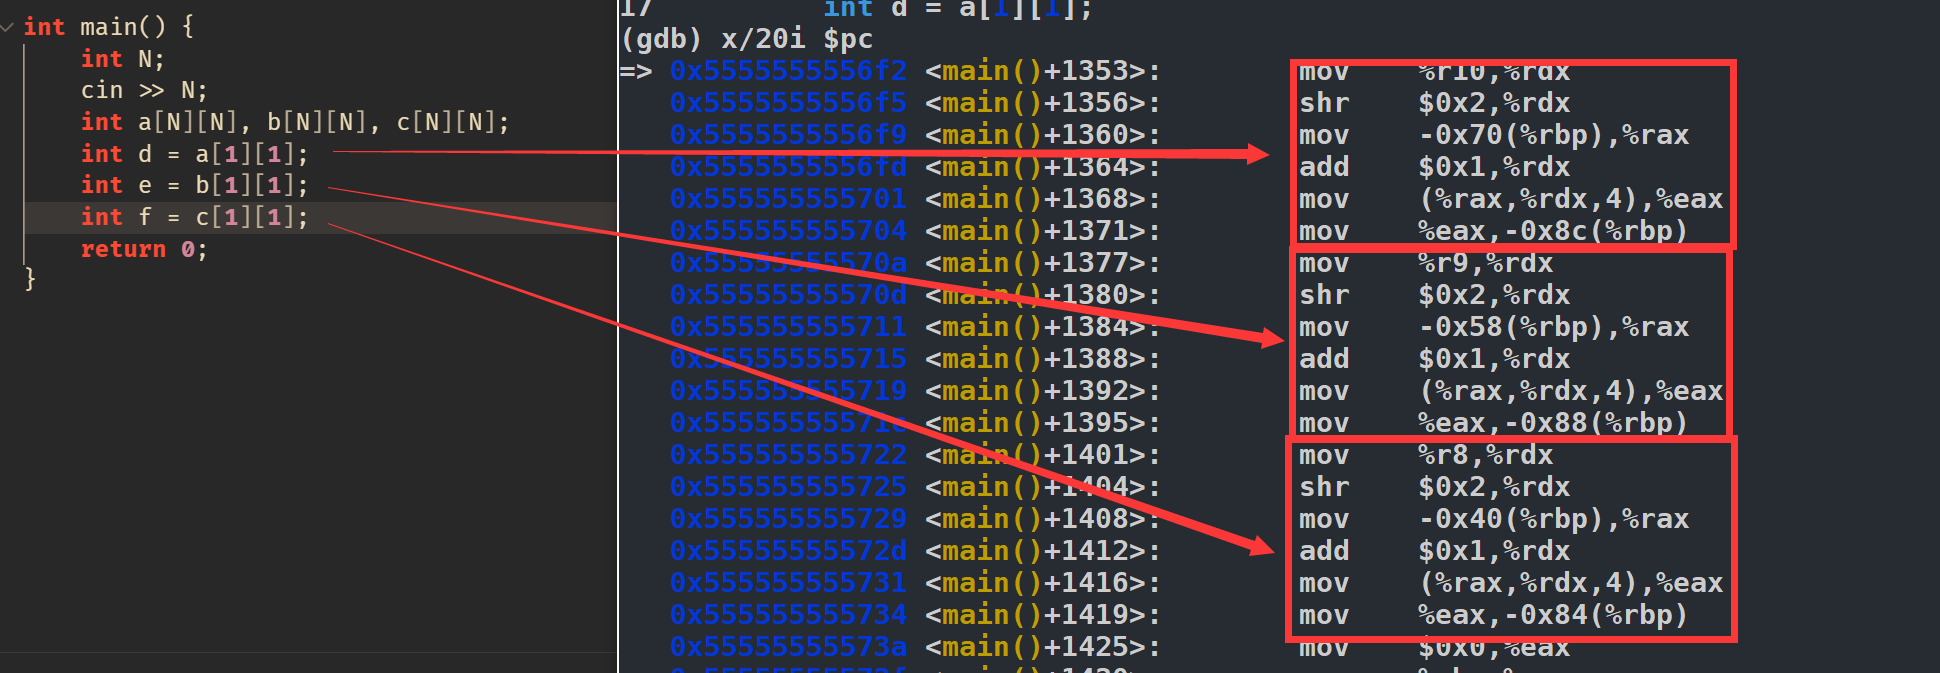 int main() {
int N;
cin >> N;
int a[N][N], b[N][N], c[N][N];
int d = a[1][1];
int e = b[1][1];
int f = c[1][1];
return 0;
}
17 int d = a[1][1];
(gdb) x/20i $pc
=> 0x5555555556f2 <main()+1353>: mov %r10,%rdx
0x5555555556f5 <main()+1356>: shr $0x2,%rdx
0x5555555556f9 <main()+1360>: mov -0x70(%rbp),%rax
0x5555555556fd <main()+1364>: add $0x1,%rdx
0x555555555701 <main()+1368>: mov (%rax,%rdx,4),%eax
0x555555555704 <main()+1371>: mov %eax,-0x8c(%rbp)
0x55555555570a <main()+1377>: mov %r9,%rdx
0x55555555570d <main()+1380>: shr $0x2,%rdx
0x555555555711 <main()+1384>: mov -0x58(%rbp),%rax
0x555555555715 <main()+1388>: add $0x1,%rdx
0x555555555719 <main()+1392>: mov (%rax,%rdx,4),%eax
0x55555555571c <main()+1395>: mov %eax,-0x88(%rbp)
0x555555555722 <main()+1401>: mov %r8,%rdx
0x555555555725 <main()+1404>: shr $0x2,%rdx
0x555555555729 <main()+1408>: mov -0x40(%rbp),%rax
0x55555555572d <main()+1412>: add $0x1,%rdx
0x555555555731 <main()+1416>: mov (%rax,%rdx,4),%eax
0x555555555734 <main()+1419>: mov %eax,-0x84(%rbp)
0x55555555573a <main()+1425>: mov $0x0,%eax